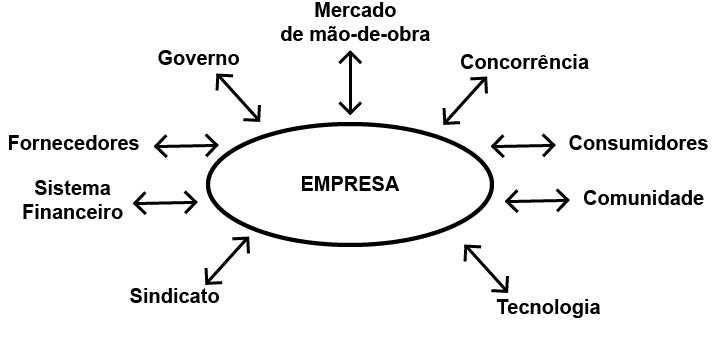 Mercado
de mão-de-obra
Governo
Concorrência
Fornecedores
Consumidores
EMPRESA
Sistema
Financeiro
Comunidade
Sindicato
Tecnologia